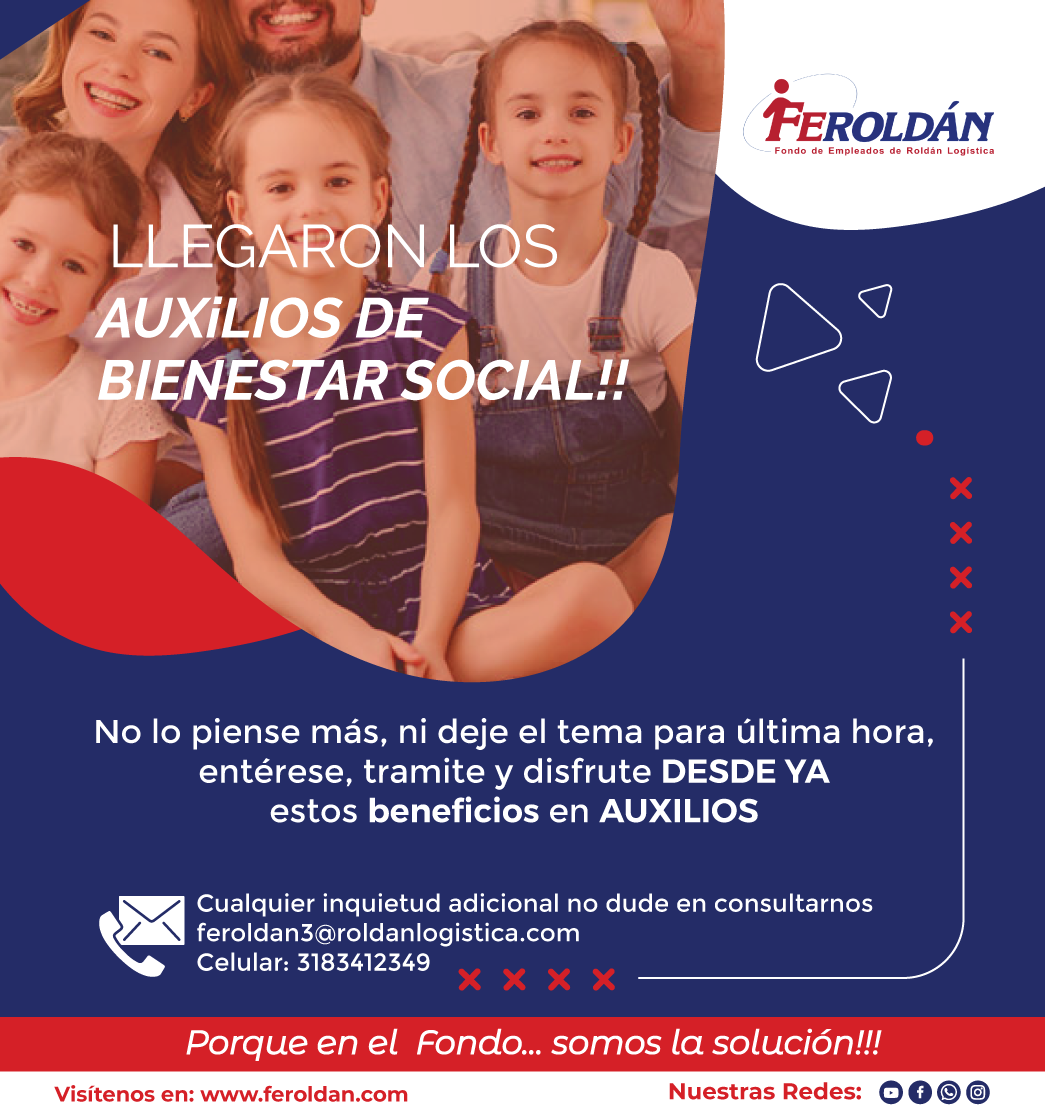 FEROLDÁN
Fondo de Empleados de Roldán Logística
LLEGARON LOS
AUXiLIOS DE
BIENESTAR SOCIAL!!
No lo piense más, ni deje el tema para última hora,
entérese, tramite y disfrute DESDE YA
estos beneficios en AUXILIOS
Cualquier inquietud adicional no dude en consultarnos
feroldan3@roldanlogistica.com
Celular: 3183412349
Porque en el Fondo... somos la solución!!!
Visítenos en: www.feroldan.com
Nuestras Redes: